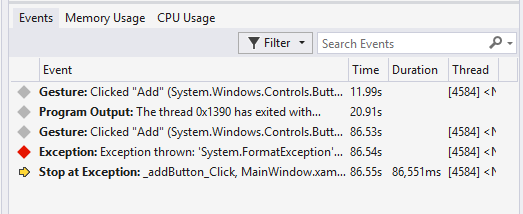 Events Memory Usage CPU Usage
Filter Search Events
Event Time Duration Thread
Gesture: Clicked "Add" (System.Windows.Controls.Butt... 11.99s [4584] <
Program Output: The thread 0x1390 has exited with... 20.91s
Gesture: Clicked "Add" (System.Windows.Controls.Butt... 86.53s [4584] <
Exception: Exception thrown: 'System.FormatException'... 86.54s [4584] <
Stop at Exception: _addButton_Click, MainWindow.xam... 86.55s 86,551ms [4584] <